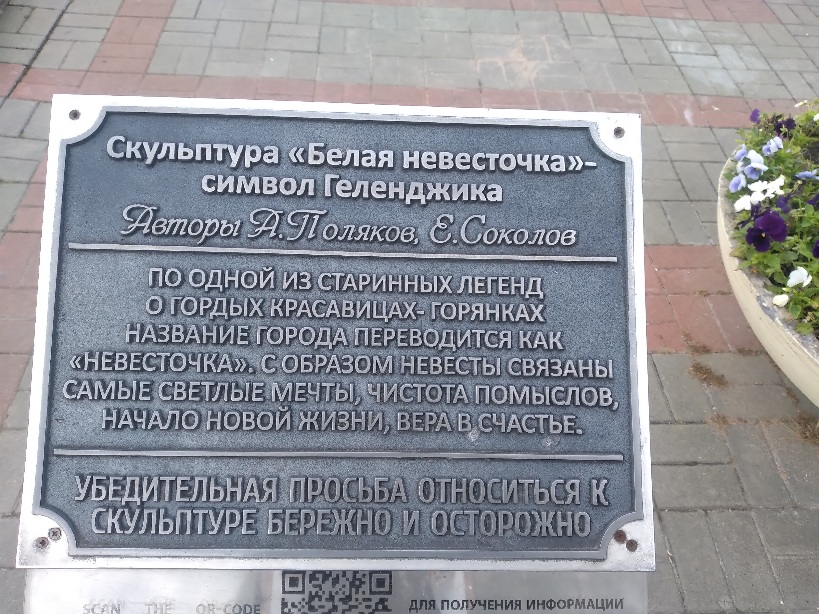 Скульптура «Белая невесточка»-
символ Геленджика
Авторы А.Поляков, Е.Соколов
ПО ОДНОЙ ИЗ СТАРИННЫХ ЛЕГЕНД
О ГОРДЫХ КРАСАВИЦАХ- ГОРЯНКАХ
НАЗВАНИЕ ГОРОДА ПЕРЕВОДИТСЯ КАК
«НЕВЕСТОЧКА». С ОБРАЗОМ НЕВЕСТЫ СВЯЗАНЫ
САМЫЕ СВЕТЛЫЕ МЕЧТЫ, ЧИСТОТА ПОМЫСЛОВ,
НАЧАЛО НОВОЙ ЖИЗНИ, ВЕРА В СЧАСТЬЕ.
УБЕДИТЕЛЬНАЯ ПРОСЬБА ОТНОСИТЬСЯ К
СКУЛЬПТУРЕ БЕРЕЖНО И ОСТОРОЖНО
SCAN THE QR-CODE ДЛЯ ПОЛУЧЕНИЯ ИНФОРМАЦИИ